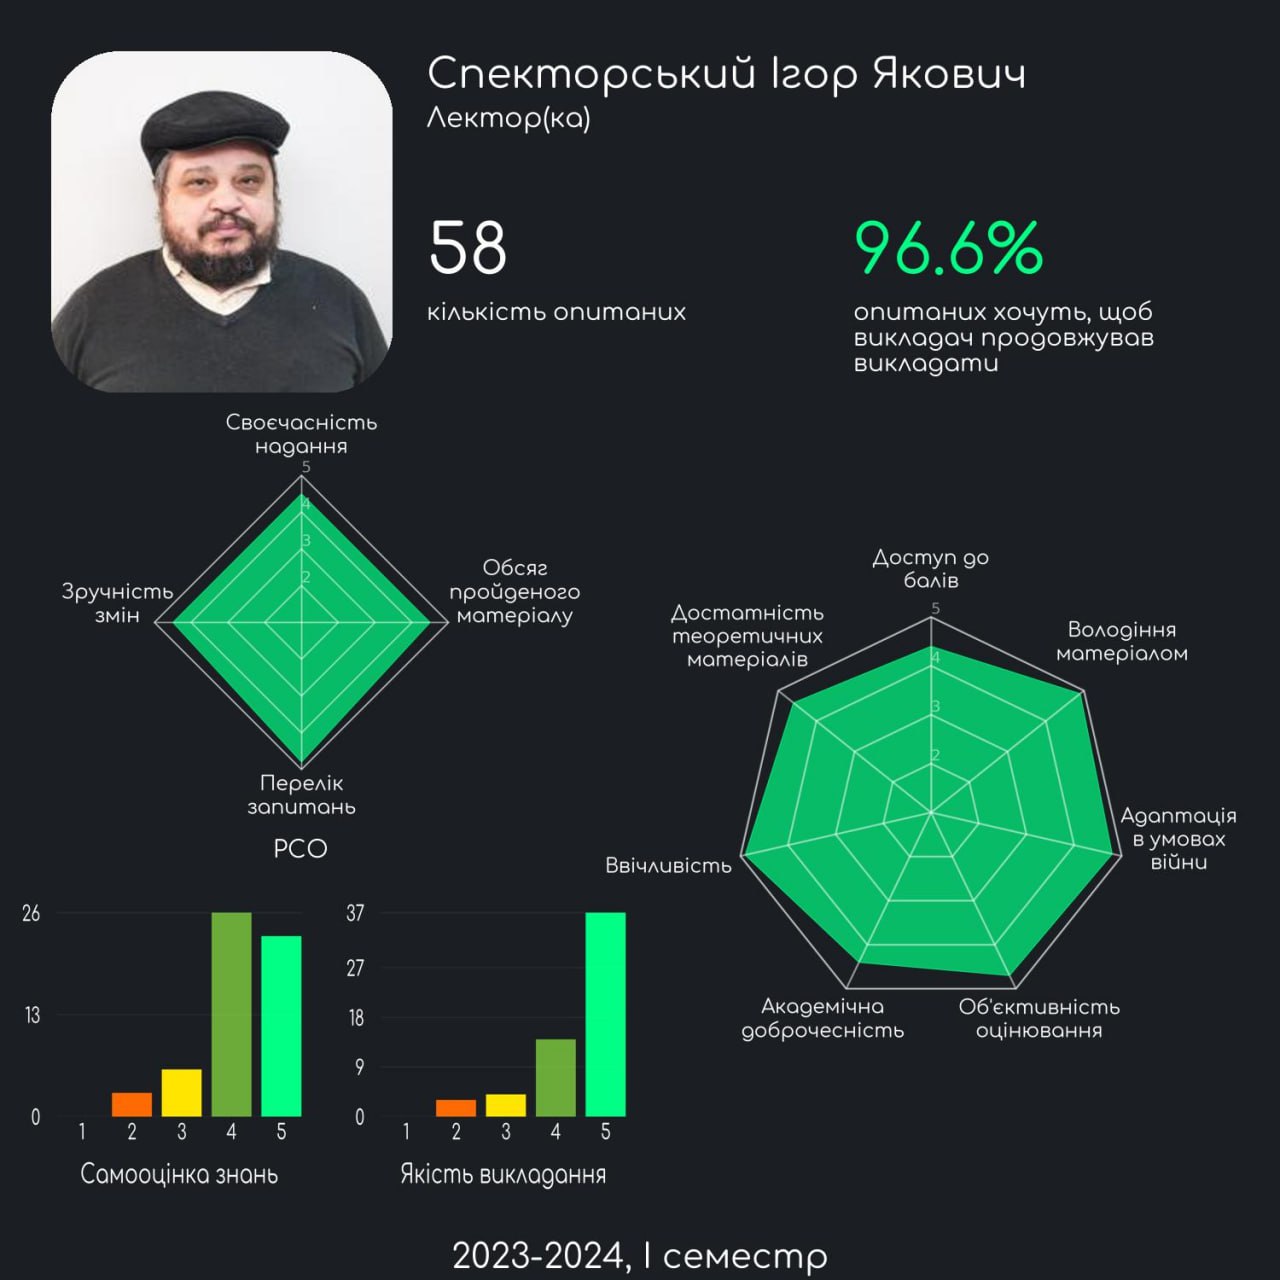 Спекторський Ігор Якович
Лектор(ка)
58
кількість опитаних
96.6%
опитаних хочуть, щоб
викладач продовжував
викладати
Своєчасність
надання
5
4
3
2
Зручність
змін
Обсяг
пройденого
матеріалу
Перелік
запитань
РСО
Доступ до
балів
5
4
3
2
Достатність
теоретичних
матеріалів
Володіння
матеріалом
Адаптація
в умовах
війни
Ввічливість
Академічна
доброчесність
Об'єктивність
оцінювання
26
13
0
1 2 3 4 5
Самооцінка знань
37
27
18
9
0
1 2 3 4 5
Якість викладання
2023-2024, I семестр